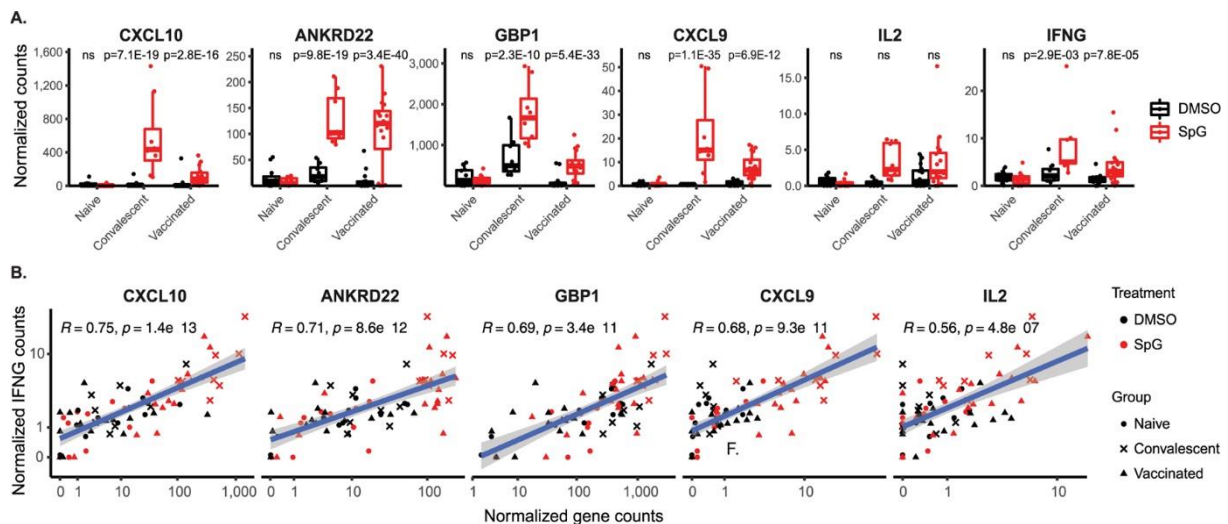 A.
CXCL10 ANKRD22 GBP1 CXCL9 IL2 IFNG
ns p=7.1E-19 p=2.8E-16 ns p=9.8E-19 p=3.4E-40 ns p=2.3E-10 p=5.4E-33 ns p=1.1E-35 p=6.9E-12 ns ns ns ns p=2.9E-03 p=7.8E-05
Normalized counts
1,600
1,200
800
400
0
250
200
150
100
50
3,000
2,000
1,000
0
50
40
30
20
10
0
15.0
10.0
5.0
0.0
20
10
0
DMSO
SpG
Naive Convalescent Vaccinated Naive Convalescent Vaccinated Naive Convalescent Vaccinated Naive Convalescent Vaccinated Naive Convalescent Vaccinated Naive Convalescent Vaccinated
B.
CXCL10 ANKRD22 GBP1 CXCL9 IL2
R = 0.75, p = 1.4e 13 R = 0.71, p = 8.6e 12 R = 0.69, p = 3.4e 11 R = 0.68, p = 9.3e 11 R = 0.56, p = 4.8e 07
Normalized IFNG counts
10
1
0
F.
0 1 10 100 1,000 0 1 10 100 1 10 100 1,000 0 1 10 0 1 10
Normalized gene counts
Treatment
DMSO
SpG
Group
Naive
Convalescent
Vaccinated